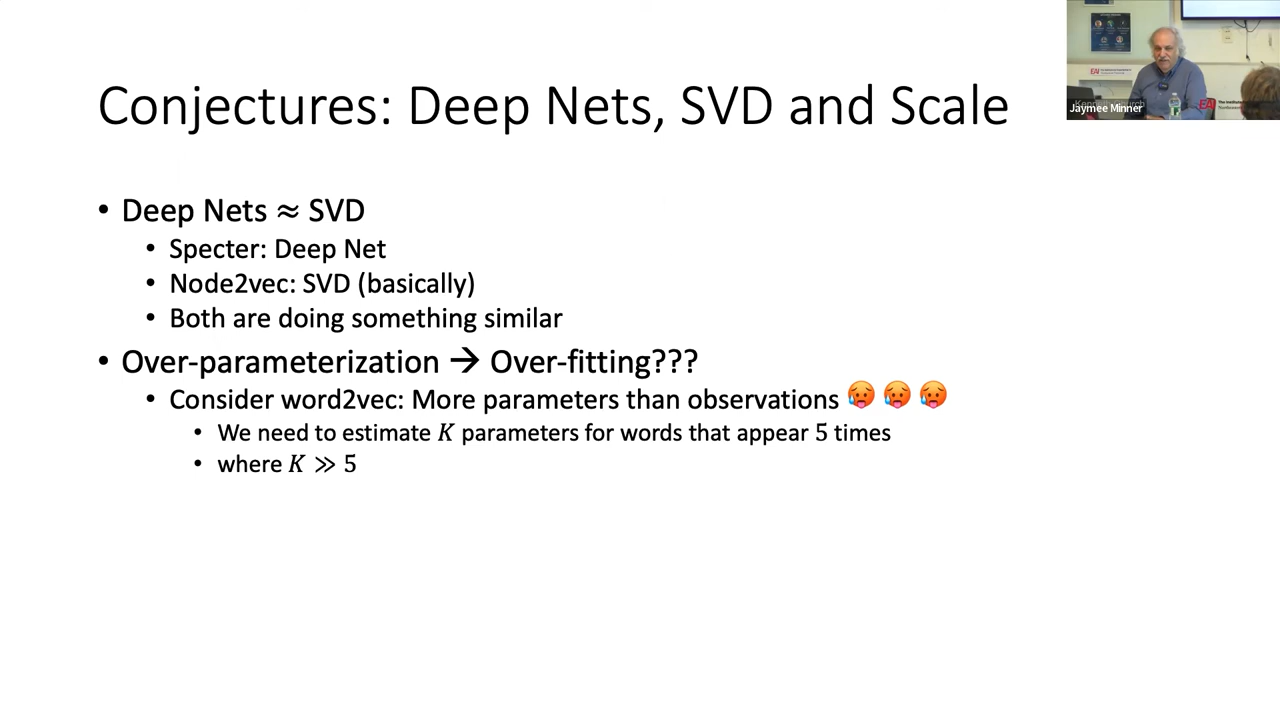 Conjectures: Deep Nets, SVD and Scale
• Deep Nets ≈ SVD
• Specter: Deep Net
• Node2vec: SVD (basically)
• Both are doing something similar
• Over-parameterization → Over-fitting???
• Consider word2vec: More parameters than observations 🥵 🥵 🥵
• We need to estimate K parameters for words that appear 5 times
• where K ≫ 5
EAI
Jaymee Minner
EAI